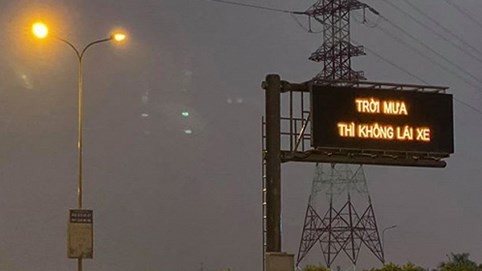 TRỜI MƯA
THÌ KHÔNG LÁI XE